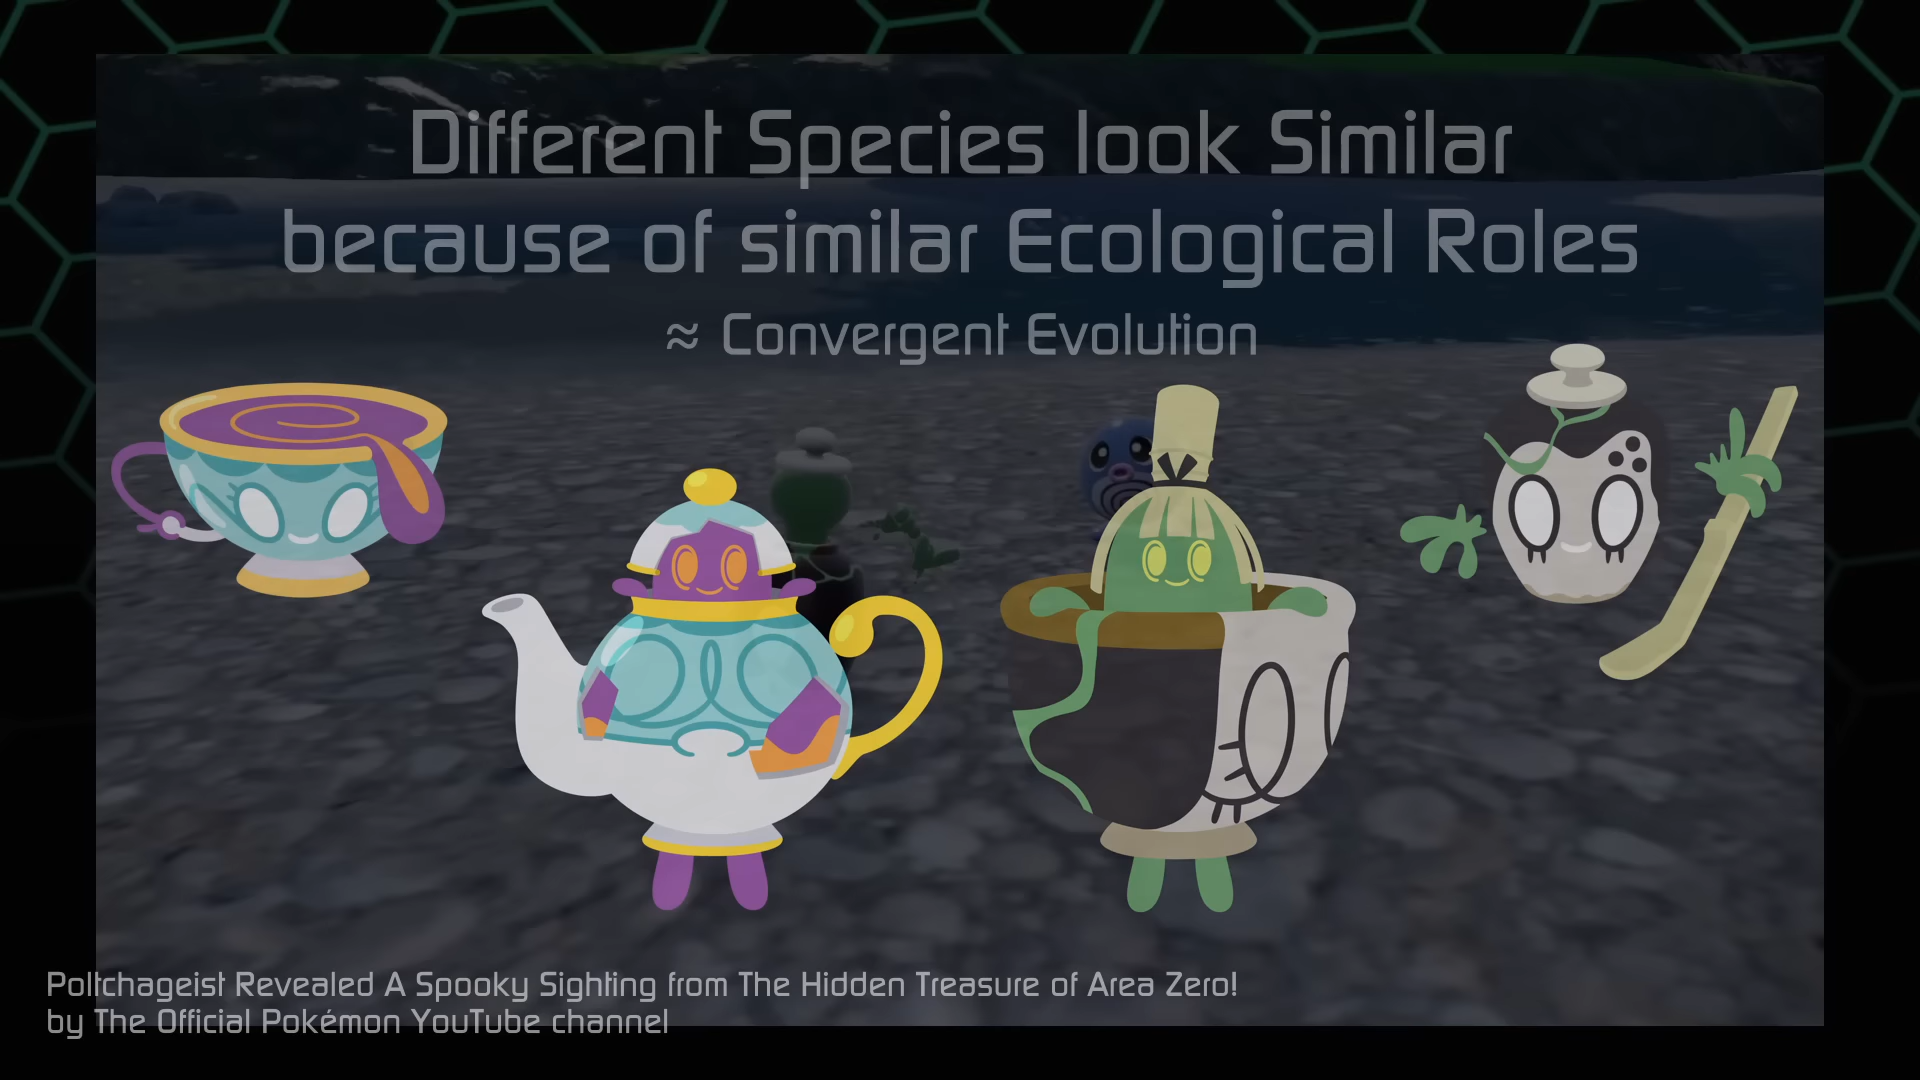 Different Species look Similar
because of similar Ecological Roles
≈ Convergent Evolution
Poltchageist Revealed A Spooky Sighting from The Hidden Treasure of Area Zero!
by The Official Pokémon YouTube channel